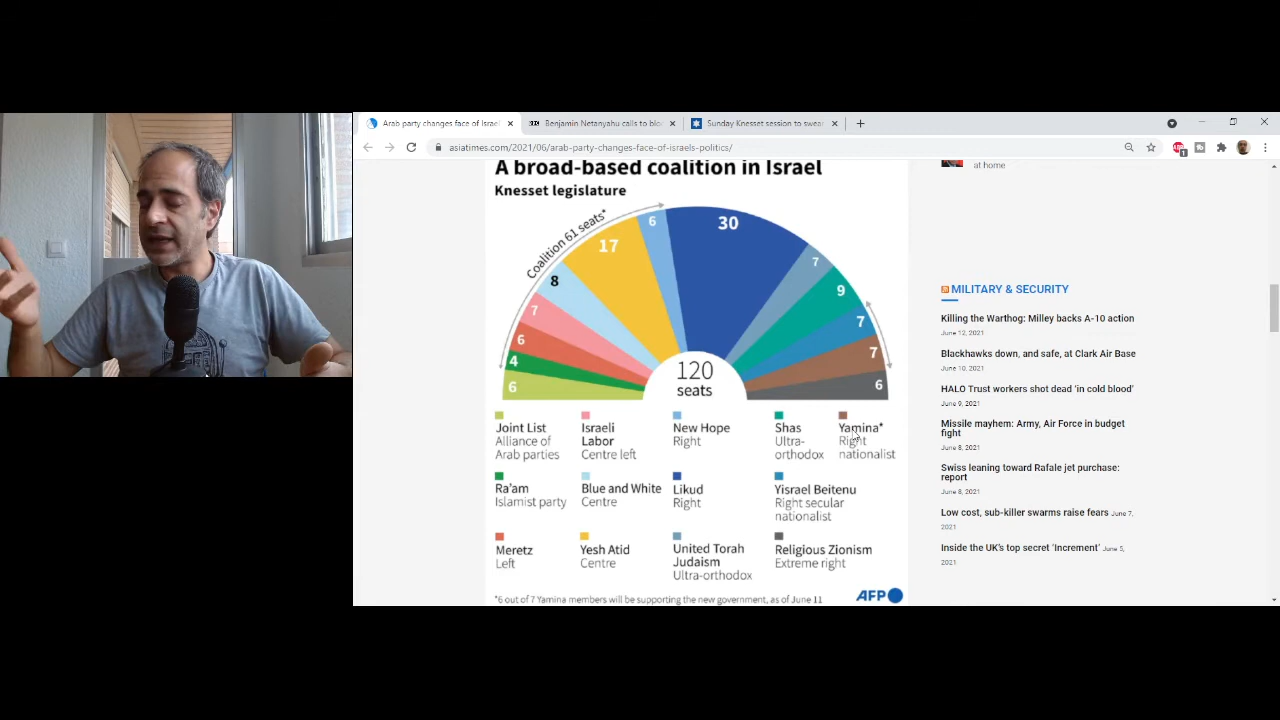 Arab party changes face of Israel
Benjamin Netanyahu calls to blo
Sunday Knesset session to swea
asiatimes.com/2021/06/arab-party-changes-face-of-israels-politics/
1
A broad-based coalition in Israel
Knesset legislature
Coalition 61 seats*
6
4
6
7
8
17
6
30
7
9
7
7
6
120
seats
Joint List
Alliance of
Arab parties
Israeli
Labor
Centre left
New Hope
Right
Shas
Ultra-
orthodox
Yamina*
Right
nationalist
Ra'am
Islamist party
Blue and White
Centre
Likud
Right
Yisrael Beitenu
Right secular
nationalist
Meretz
Left
Yesh Atid
Centre
United Torah
Judaism
Ultra-orthodox
Religious Zionism
Extreme right
*6 out of 7 Yamina members will be supporting the new government, as of June 11
AFP
at home
MILITARY & SECURITY
Killing the Warthog: Milley backs A-10 action
June 12, 2021
Blackhawks down, and safe, at Clark Air Base
June 10, 2021
HALO Trust workers shot dead 'in cold blood'
June 9, 2021
Missile mayhem: Army, Air Force in budget
fight
June 8, 2021
Swiss leaning toward Rafale jet purchase:
report
June 8, 2021
Low cost, sub-killer swarms raise fears June 7,
2021
Inside the UK's top secret 'Increment' June 5,
2021